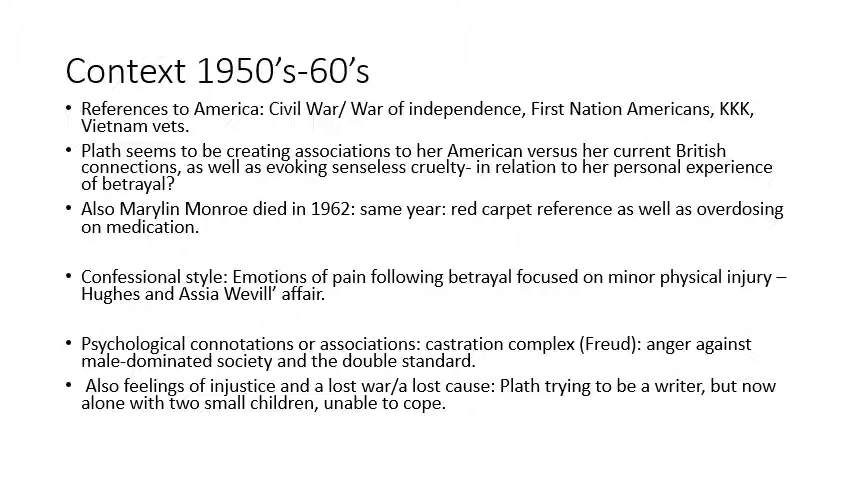 Context 1950’s-60’s
• References to America: Civil War/ War of independence, First Nation Americans, KKK,
Vietnam vets.
• Plath seems to be creating associations to her American versus her current British
connections, as well as evoking senseless cruelty- in relation to her personal experience
of betrayal?
• Also Marylin Monroe died in 1962: same year: red carpet reference as well as overdosing
on medication.
• Confessional style: Emotions of pain following betrayal focused on minor physical injury –
Hughes and Assia Wevill’ affair.
• Psychological connotations or associations: castration complex (Freud): anger against
male-dominated society and the double standard.
• Also feelings of injustice and a lost war/a lost cause: Plath trying to be a writer, but now
alone with two small children, unable to cope.